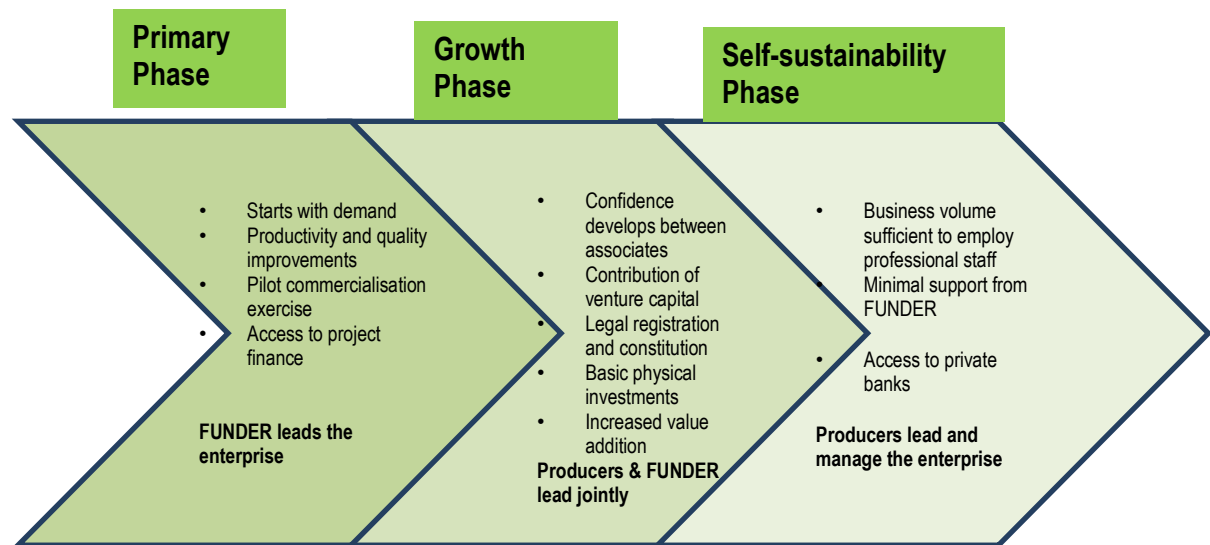 Primary
Phase
• Starts with demand
• Productivity and quality
improvements
• Pilot commercialisation
exercise
• Access to project
finance
FUNDER leads the
enterprise
Growth
Phase
• Confidence
develops between
associates
• Contribution of
venture capital
• Legal registration
and constitution
• Basic physical
investments
• Increased value
addition
Producers & FUNDER
lead jointly
Self-sustainability
Phase
• Business volume
sufficient to employ
professional staff
• Minimal support from
FUNDER
• Access to private
banks
Producers lead and
manage the enterprise